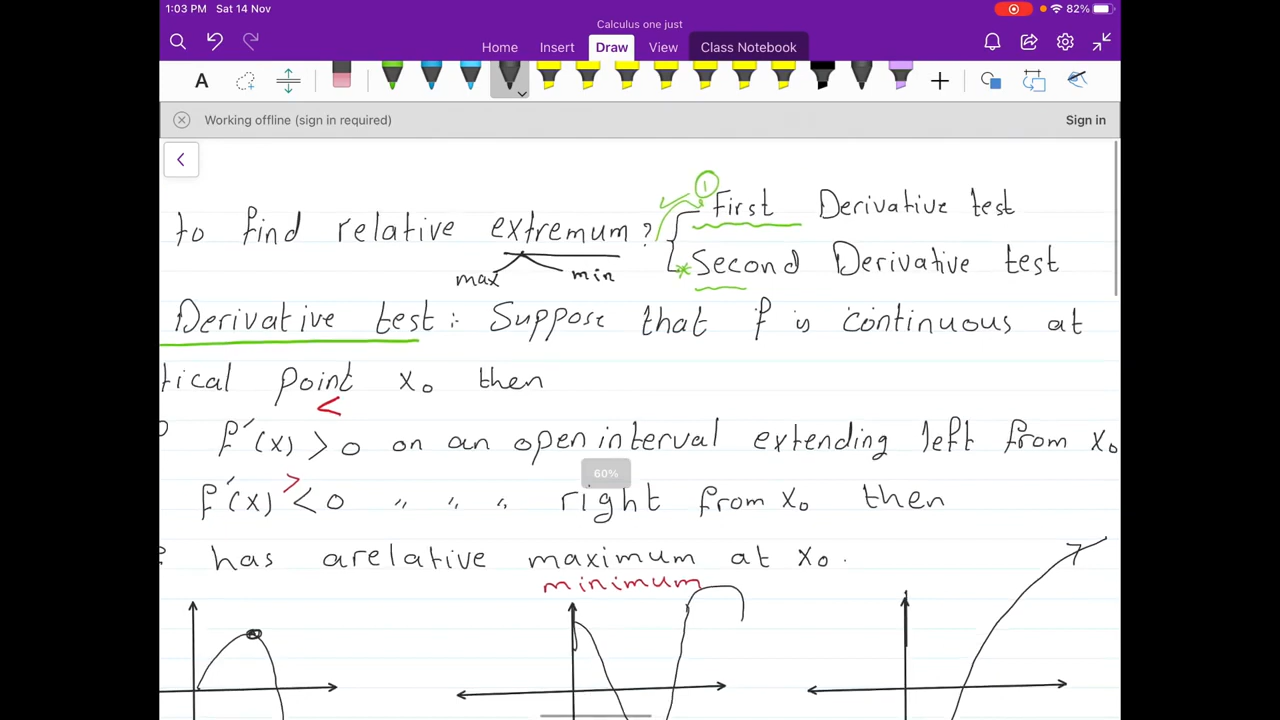 1:03 PM Sat 14 Nov
82%
Calculus one just
Home Insert Draw View Class Notebook
A
Working offline (sign in required)
Sign in
1
to find relative extremum? First Derivative test
max min
* Second Derivative test
Derivative test: Suppose that f is continuous at
tical point x₀ then
<
f'(x) > 0 on an open interval extending left from x₀
60%
>
f'(x) < 0 " " " right from x₀ then
has arelative maximum at x₀.
minimum